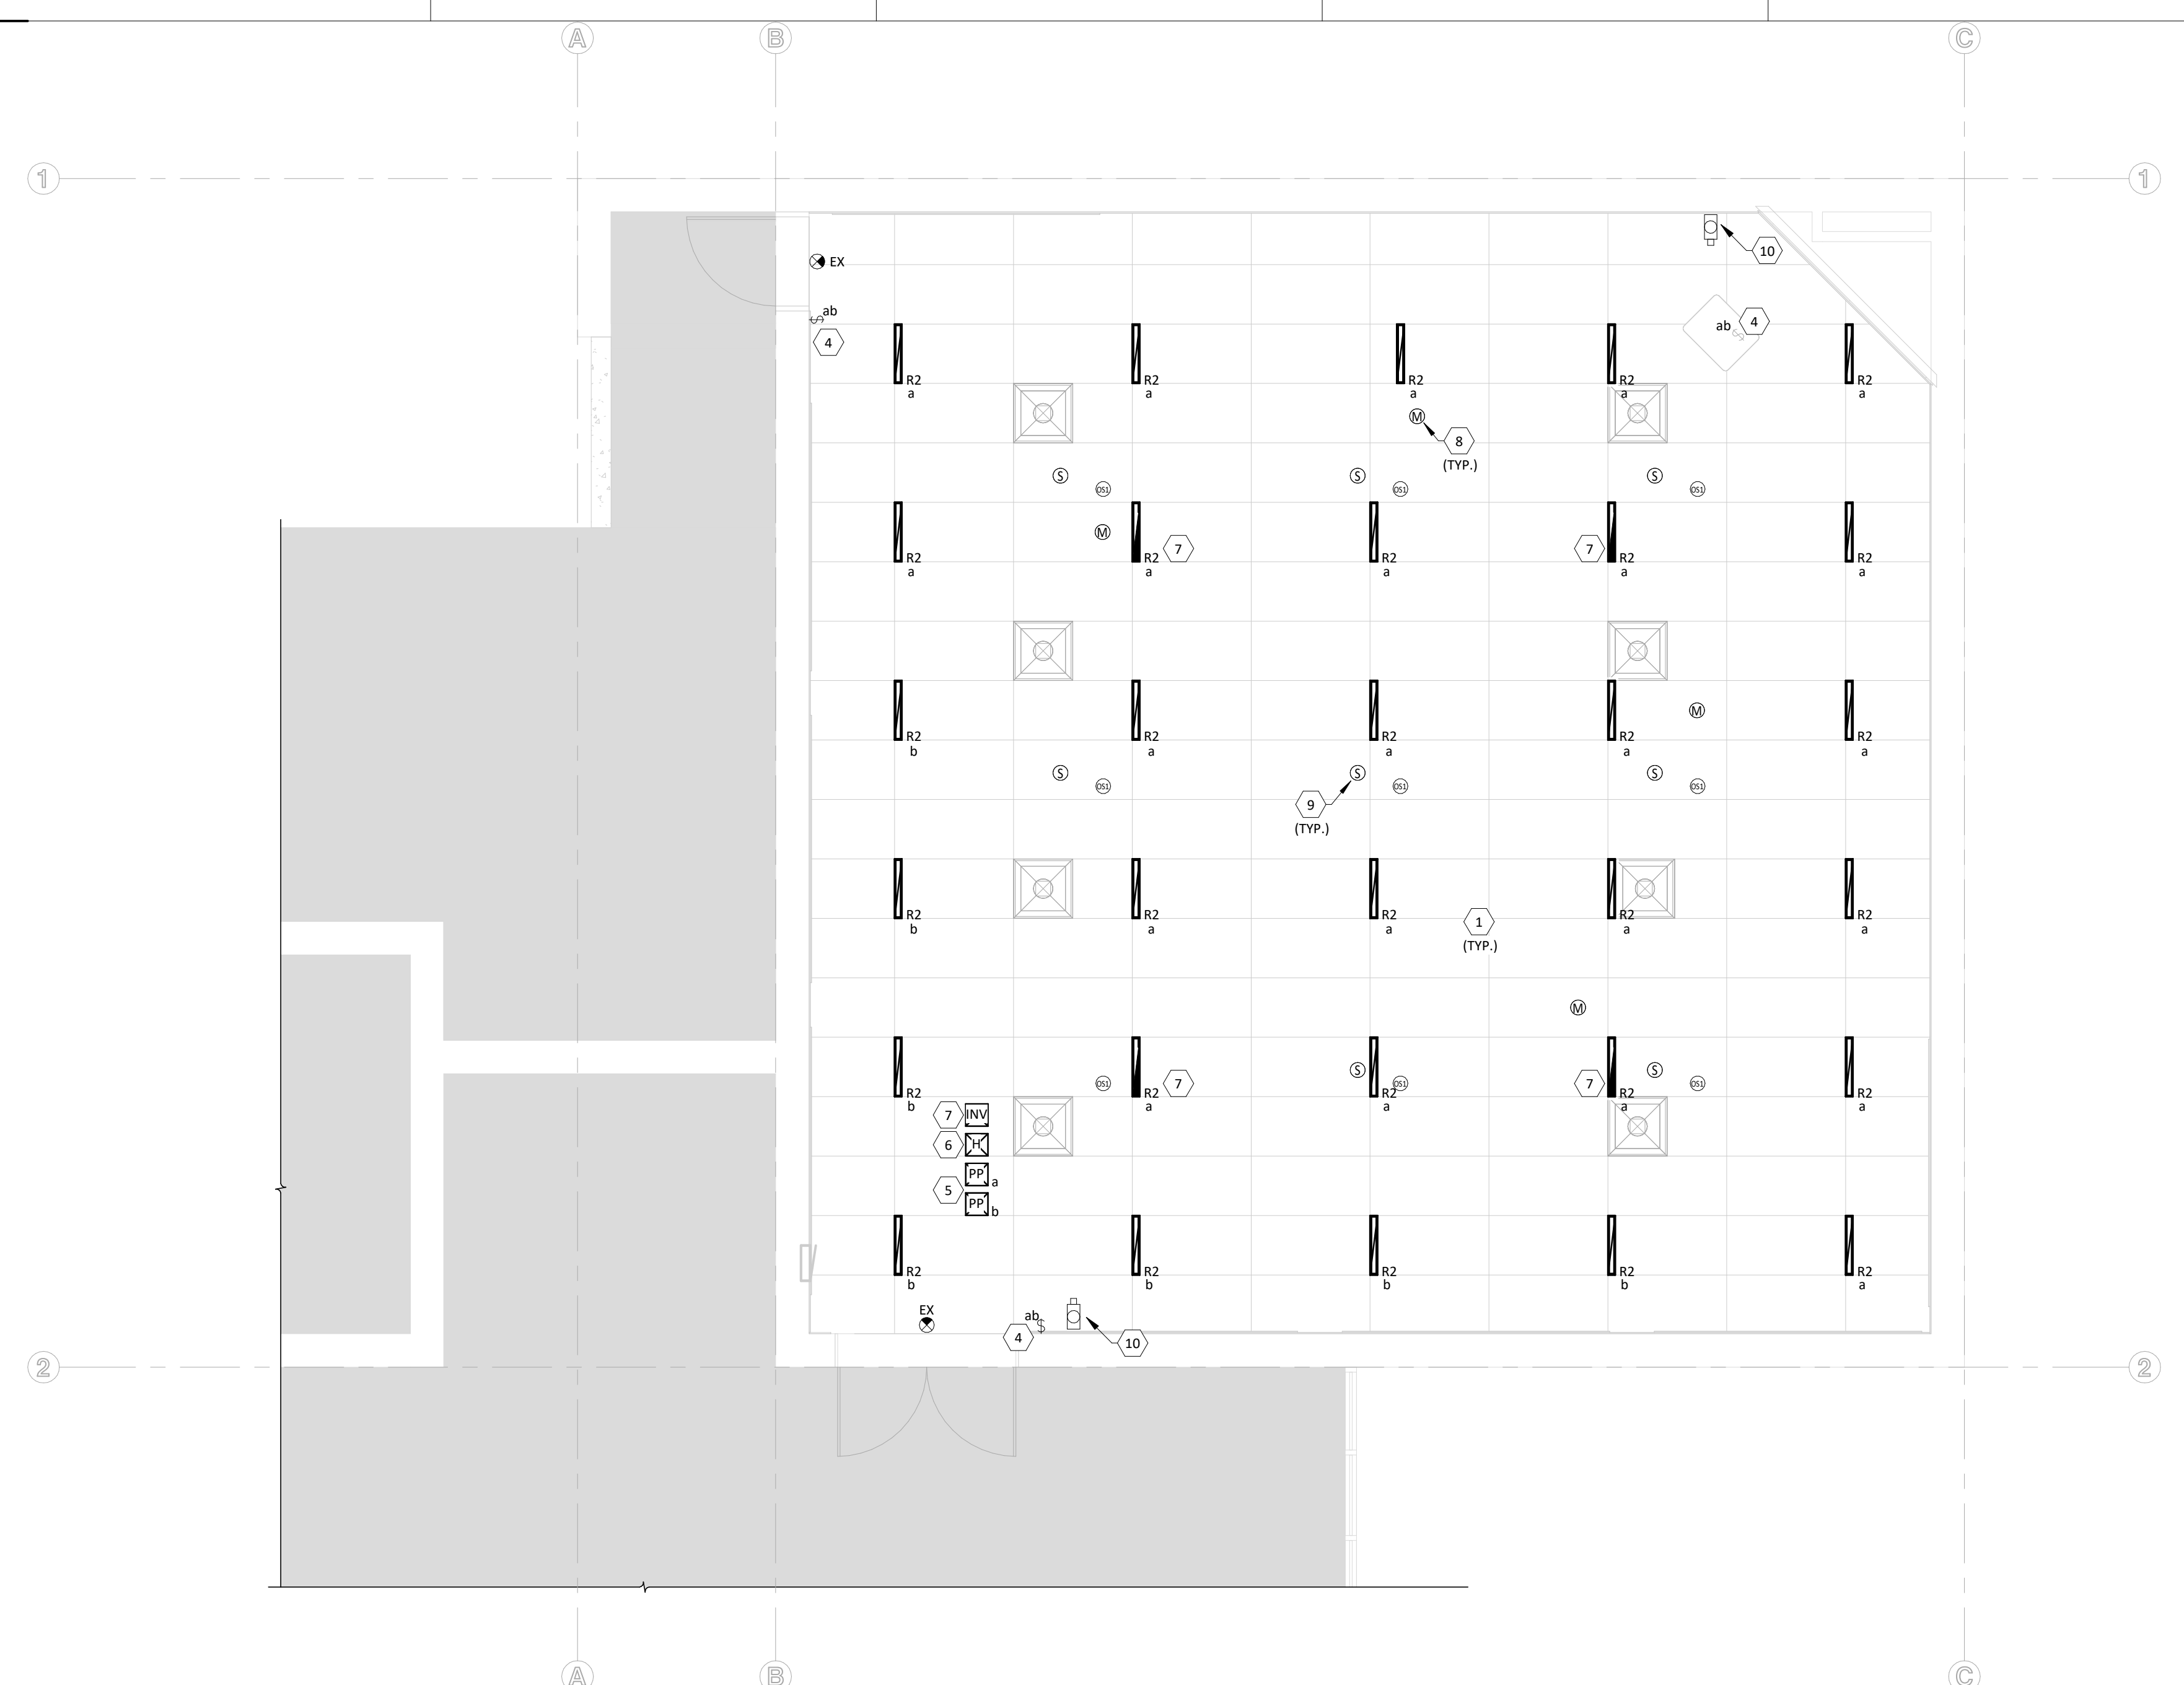 A B C
1 1
10
EX
ab
4
ab 4
R2 R2 R2 R2 R2
a a a a a
M
8
(TYP.)
S S S
OS1 OS1 OS1
M
7 7
R2 R2 R2 R2 R2
a a a a a
M
R2 R2 R2 R2 R2
b a a a a
S S S
OS1 OS1 OS1
9
(TYP.)
R2 R2 R2 R2 R2
b a a a a
1
(TYP.)
M
S S
OS1 7 OS1 7 OS1
R2 R2 R2 R2 R2
b a a a a
7 INV
6 H
PP a
5
PP b
R2 R2 R2 R2 R2
b b b b a
EX
ab
$
4 10
2 2
A B C